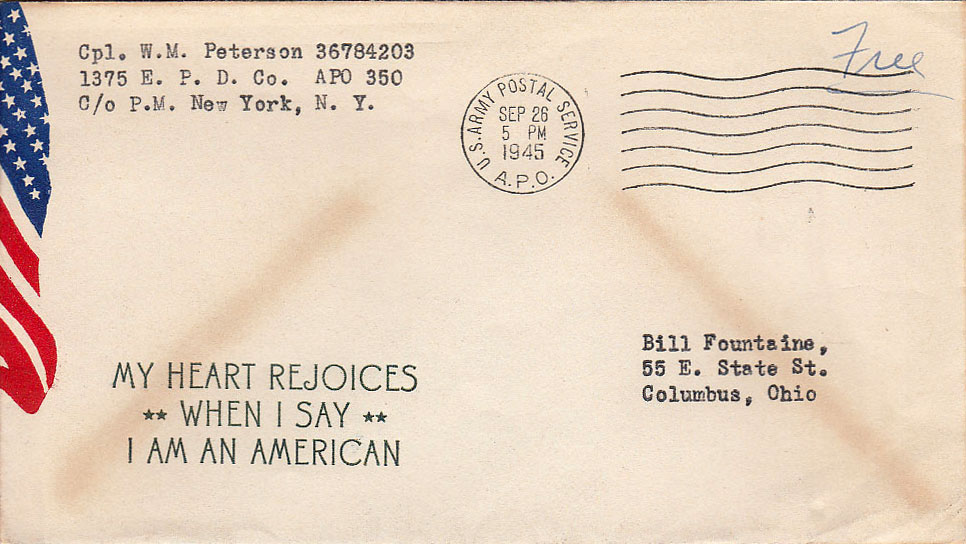 Cpl. W.M. Peterson 36784203
1375 E. P. D. Co. APO 350
C/o P.M. New York, N. Y.
U.S. ARMY POSTAL SERVICE
SEP 26
5 PM
1945
A.P.O.
Free
Bill Fountaine,
55 E. State St.
Columbus, Ohio
MY HEART REJOICES
★★ WHEN I SAY ★★
I AM AN AMERICAN